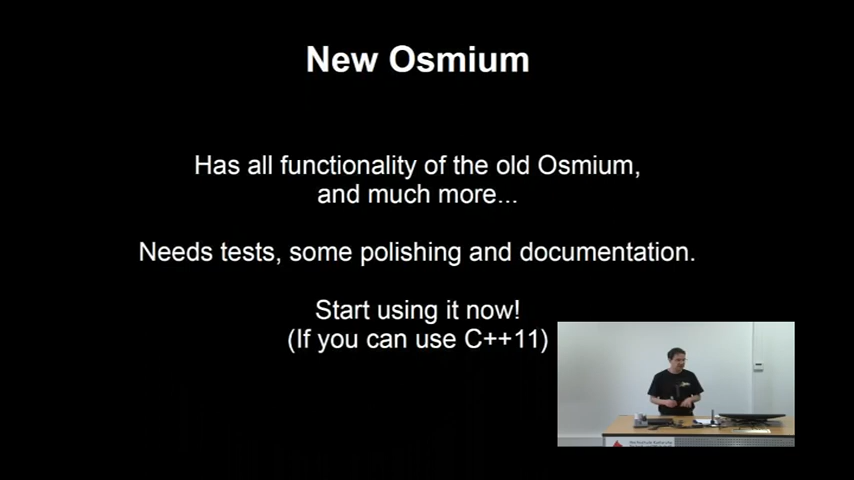 New Osmium
Has all functionality of the old Osmium,
and much more...
Needs tests, some polishing and documentation.
Start using it now!
(If you can use C++11)